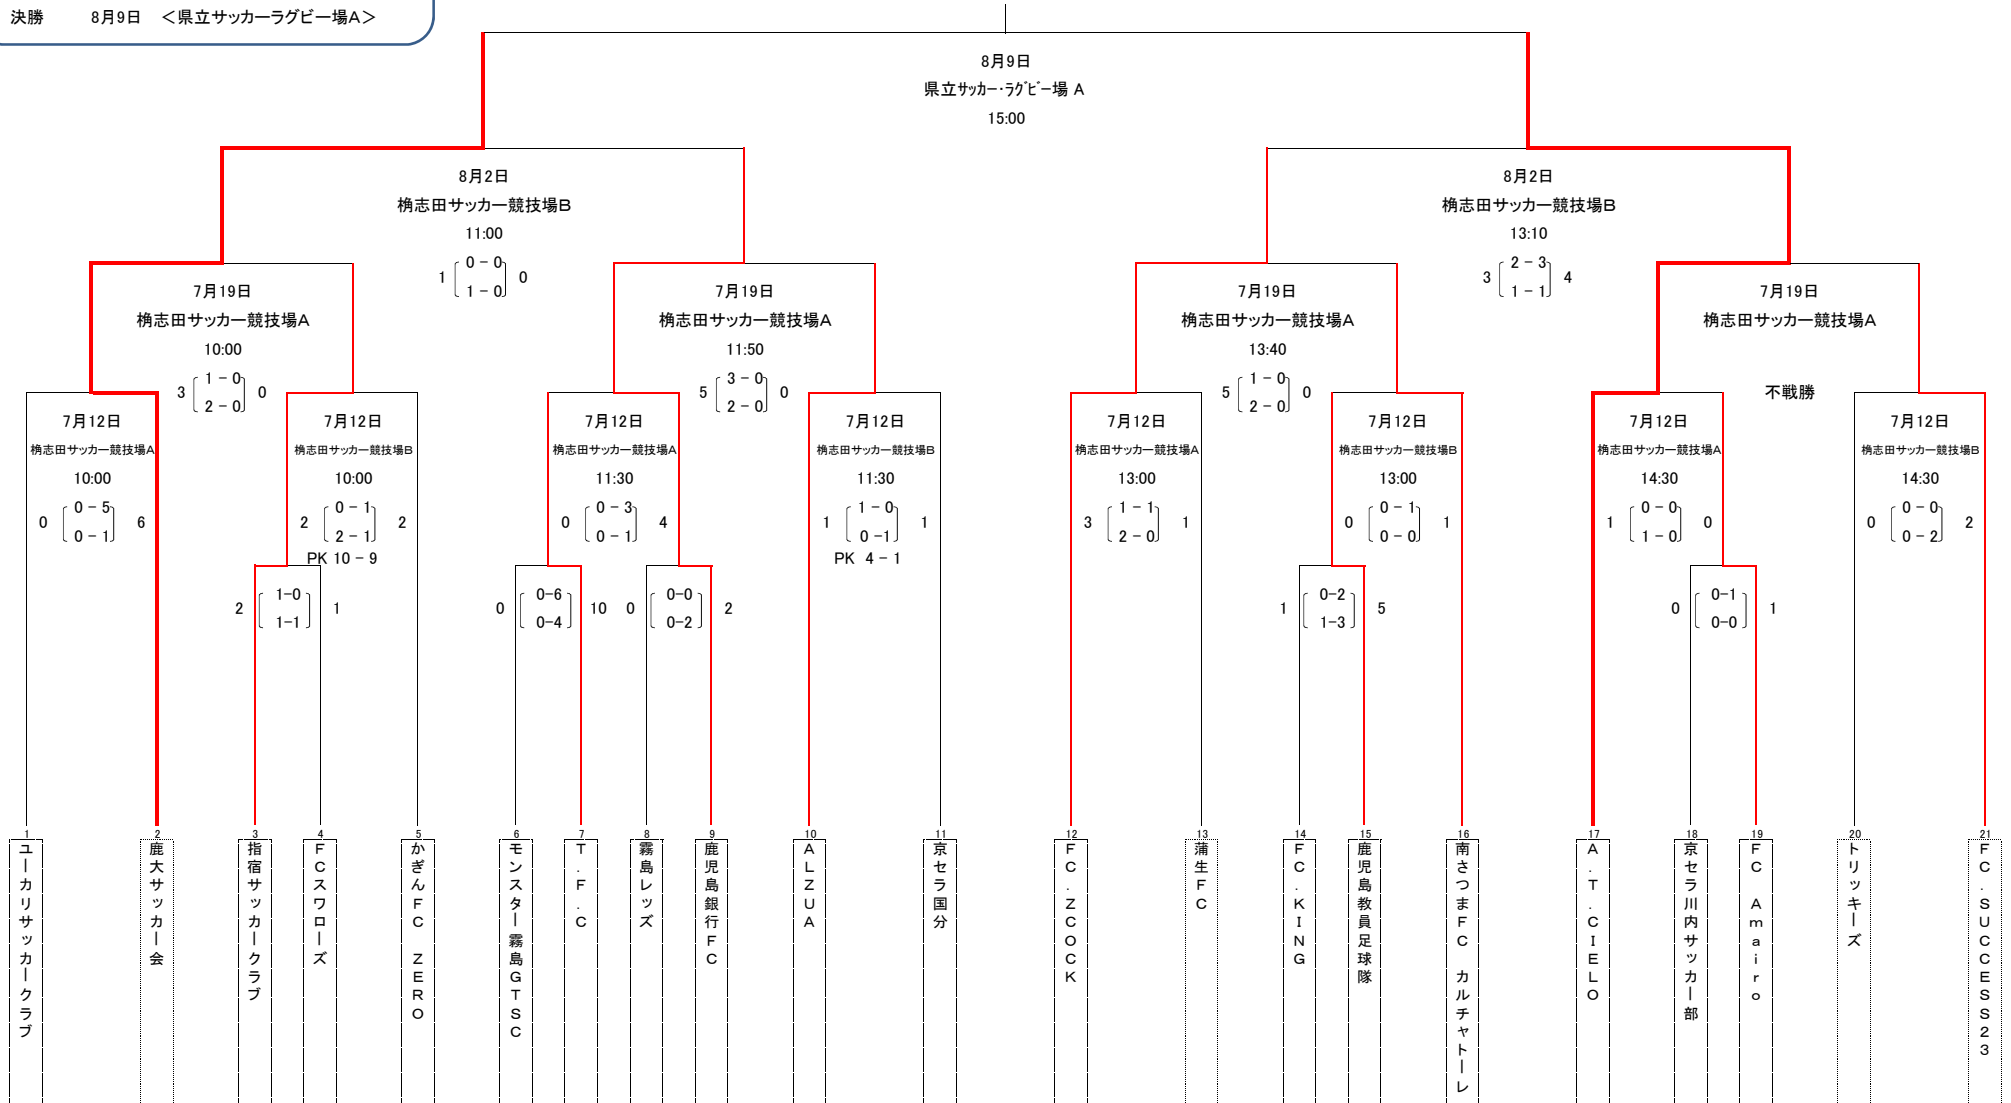 決勝 8月9日 ＜県立サッカーラグビー場A＞
8月9日
県立サッカー・ラグビー場 A
15:00
8月2日
桷志田サッカー競技場B
11:00
1 0 − 0 0
1 − 0
8月2日
桷志田サッカー競技場B
13:10
3 2 − 3 4
1 − 1
7月19日
桷志田サッカー競技場A
10:00
3 1 − 0 0
2 − 0
7月19日
桷志田サッカー競技場A
11:50
5 3 − 0 0
2 − 0
7月19日
桷志田サッカー競技場A
13:40
5 1 − 0 0
2 − 0
7月19日
桷志田サッカー競技場A
不戦勝
7月12日
桷志田サッカー競技場A
10:00
0 0 − 5 6
0 − 1
7月12日
桷志田サッカー競技場B
10:00
2 0 − 1 2
2 − 1
PK 10 − 9
7月12日
桷志田サッカー競技場A
11:30
0 0 − 3 4
0 − 1
7月12日
桷志田サッカー競技場B
11:30
1 1 − 0 1
0 −1
PK 4 − 1
7月12日
桷志田サッカー競技場A
13:00
3 1 − 1 1
2 − 0
7月12日
桷志田サッカー競技場B
13:00
0 0 − 1 1
0 − 0
7月12日
桷志田サッカー競技場A
14:30
1 0 − 0 0
1 − 0
7月12日
桷志田サッカー競技場B
14:30
0 0 − 0 2
0 − 2
2 1−0 1
1−1
0 0−6 10
0−4
0 0−0 2
0−2
1 0−2 5
1−3
0 0−1 1
0−0
1
ユーカリサッカークラブ
2
鹿大サッカー会
3
指宿サッカークラブ
4
FCスワローズ
5
かぎんFC ZERO
6
モンスター霧島GTSC
7
T.F.C
8
霧島レッズ
9
鹿児島銀行FC
10
ALZUA
11
京セラ国分
12
FC.ZCOCK
13
蒲生FC
14
FC.KING
15
鹿児島教員足球隊
16
南さつまFC カルチャトーレ
17
A.T.CIELO
18
京セラ川内サッカー部
19
FC Amairo
20
トリッキーズ
21
FC.SUCCESS23